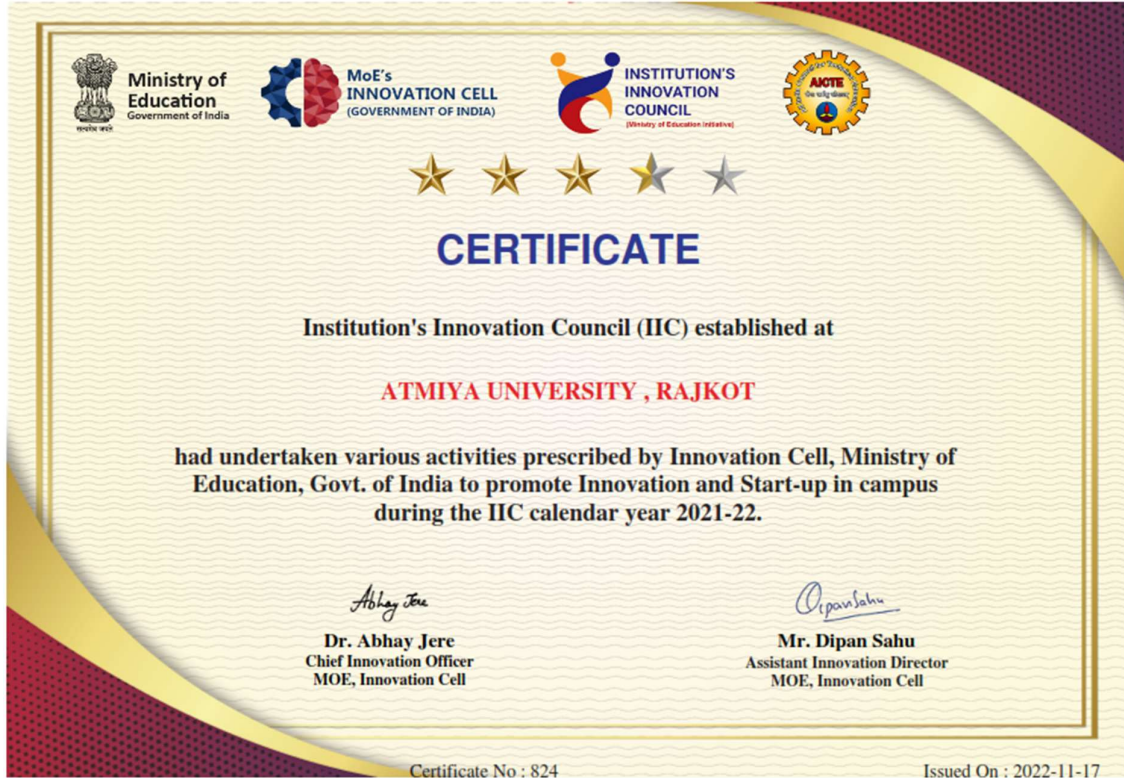 Ministry of
Education
Government of India
सत्यमेव जयते
MoE's
INNOVATION CELL
(GOVERNMENT OF INDIA)
INSTITUTION'S
INNOVATION
COUNCIL
(Ministry of Education Initiative)
AICTE
CERTIFICATE
Institution's Innovation Council (IIC) established at
ATMIYA UNIVERSITY , RAJKOT
had undertaken various activities prescribed by Innovation Cell, Ministry of
Education, Govt. of India to promote Innovation and Start-up in campus
during the IIC calendar year 2021-22.
Abhay Jere
Dipan Sahu
Dr. Abhay Jere
Mr. Dipan Sahu
Chief Innovation Officer
Assistant Innovation Director
MOE, Innovation Cell
MOE, Innovation Cell
Certificate No : 824
Issued On : 2022-11-17